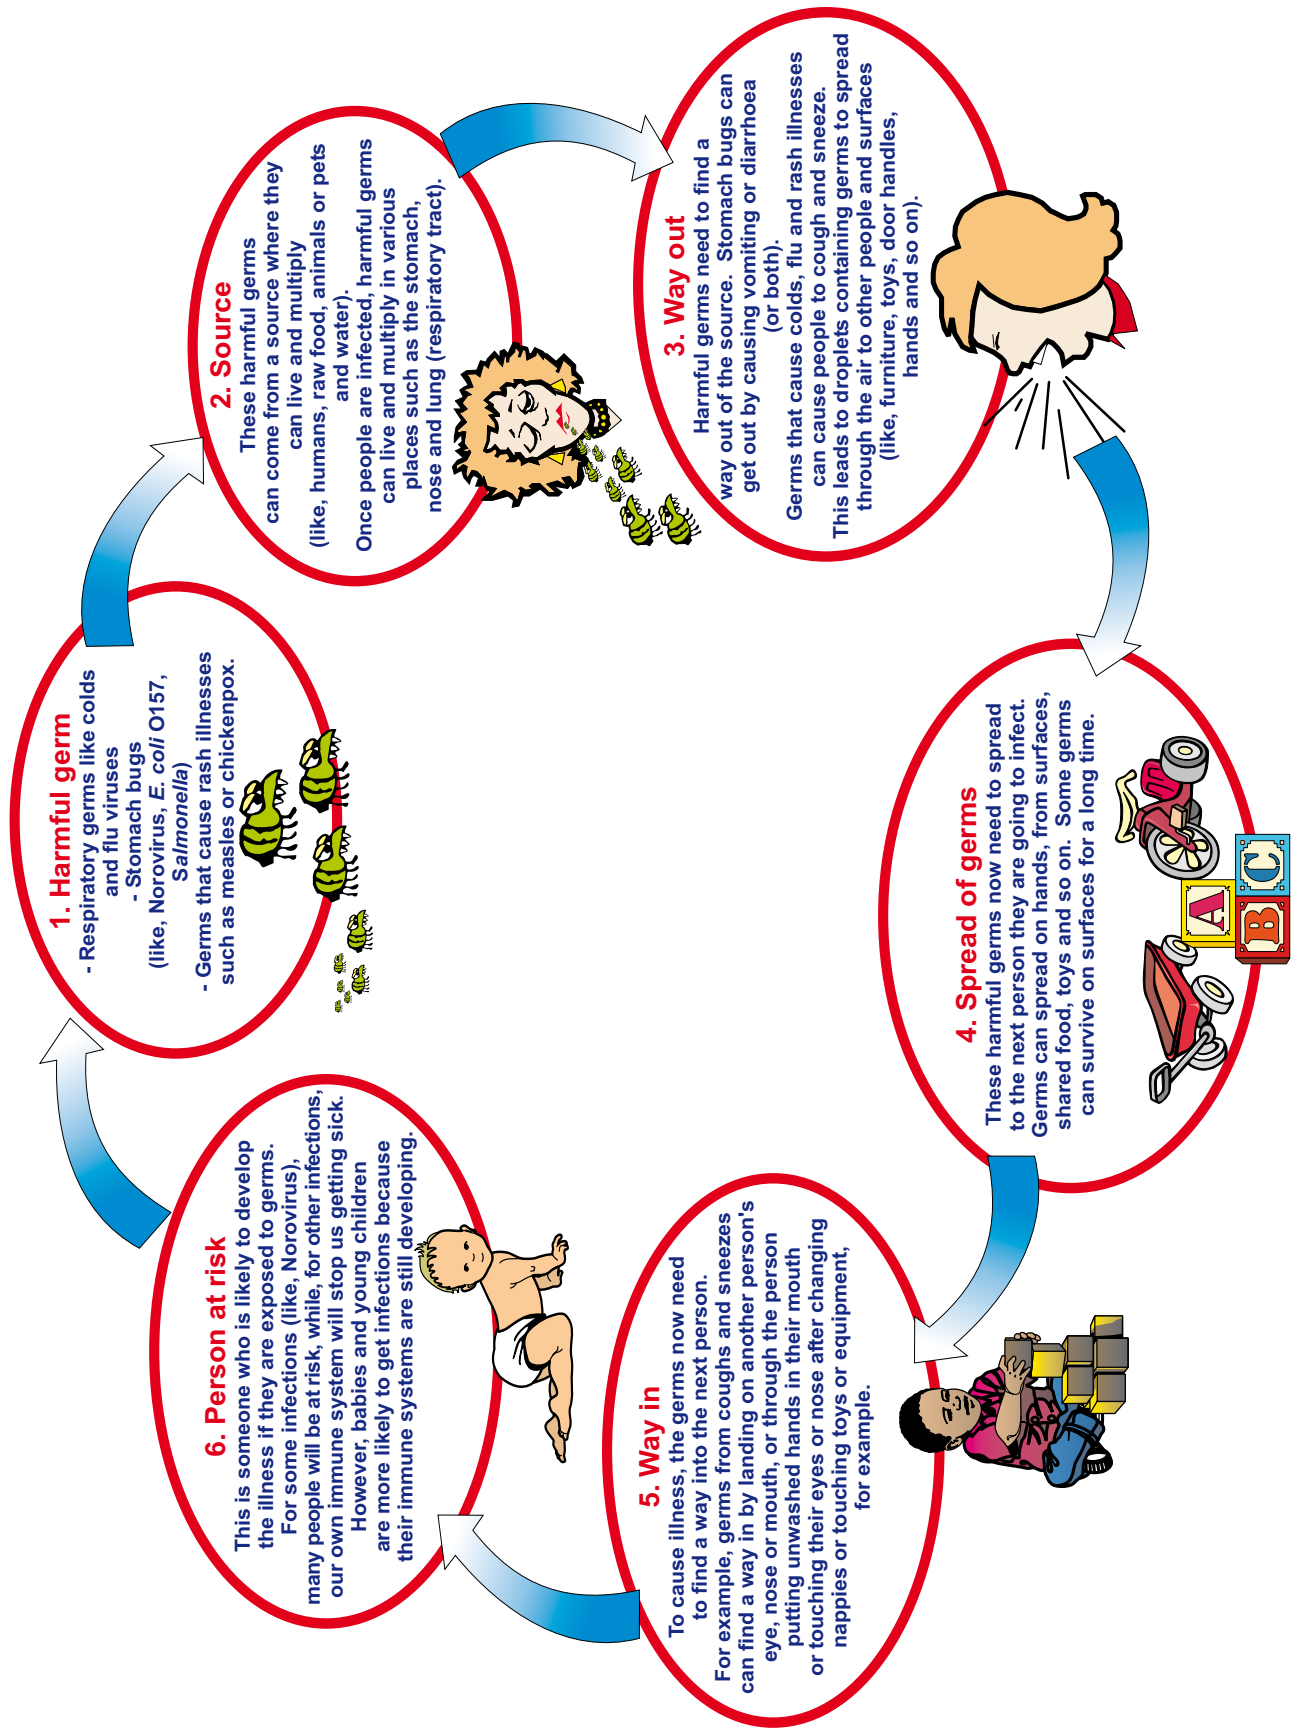 1. Harmful germ
- Respiratory germs like colds
and flu viruses
- Stomach bugs
(like, Norovirus, E. coli O157,
Salmonella)
- Germs that cause rash illnesses
such as measles or chickenpox.
2. Source
These harmful germs
can come from a source where they
can live and multiply
(like, humans, raw food, animals or pets
and water).
Once people are infected, harmful germs
can live and multiply in various
places such as the stomach,
nose and lung (respiratory tract).
3. Way out
Harmful germs need to find a
way out of the source. Stomach bugs can
get out by causing vomiting or diarrhoea
(or both).
Germs that cause colds, flu and rash illnesses
can cause people to cough and sneeze.
This leads to droplets containing germs to spread
through the air to other people and surfaces
(like, furniture, toys, door handles,
hands and so on).
4. Spread of germs
These harmful germs now need to spread
to the next person they are going to infect.
Germs can spread on hands, from surfaces,
shared food, toys and so on. Some germs
can survive on surfaces for a long time.
A
B C
5. Way in
To cause illness, the germs now need
to find a way into the next person.
For example, germs from coughs and sneezes
can find a way in by landing on another person's
eye, nose or mouth, or through the person
putting unwashed hands in their mouth
or touching their eyes or nose after changing
nappies or touching toys or equipment,
for example.
6. Person at risk
This is someone who is likely to develop
the illness if they are exposed to germs.
For some infections (like, Norovirus),
many people will be at risk, while, for other infections,
our own immune system will stop us getting sick.
However, babies and young children
are more likely to get infections because
their immune systems are still developing.